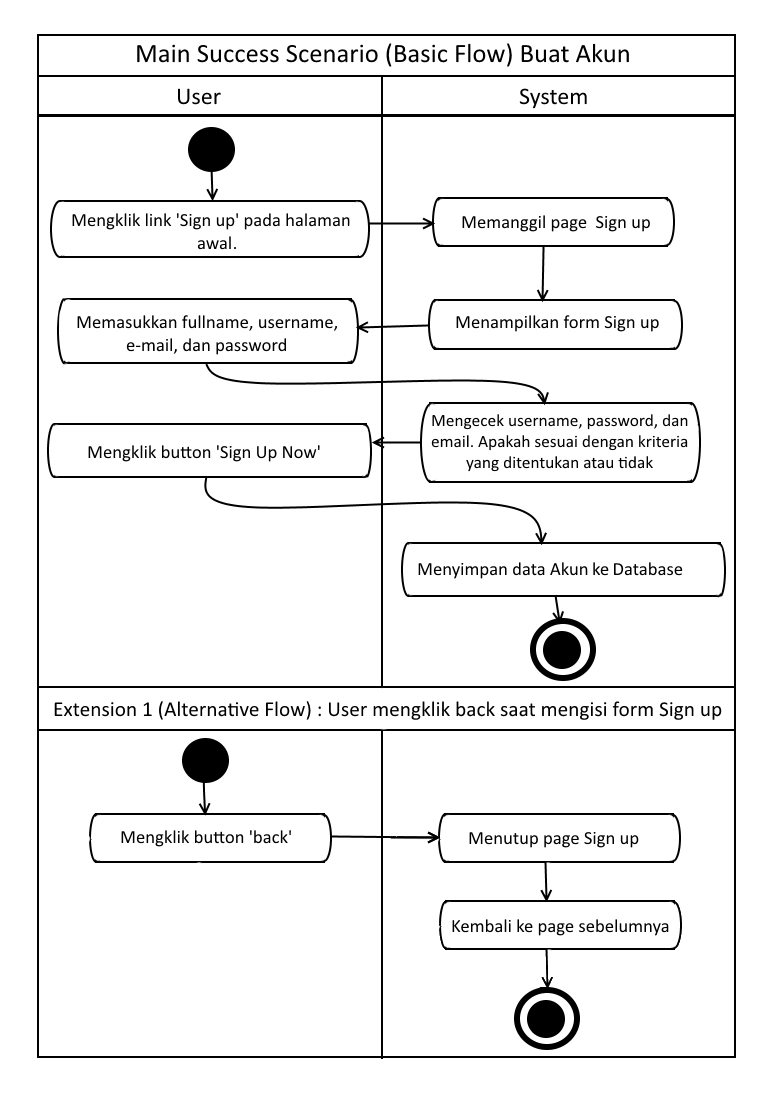 Main Success Scenario (Basic Flow) Buat Akun
User
System
Mengklik link 'Sign up' pada halaman
awal.
Memanggil page Sign up
Menampilkan form Sign up
Memasukkan fullname, username,
e-mail, dan password
Mengecek username, password, dan
email. Apakah sesuai dengan kriteria
yang ditentukan atau tidak
Mengklik button 'Sign Up Now'
Menyimpan data Akun ke Database
Extension 1 (Alternative Flow) : User mengklik back saat mengisi form Sign up
Mengklik button 'back'
Menutup page Sign up
Kembali ke page sebelumnya